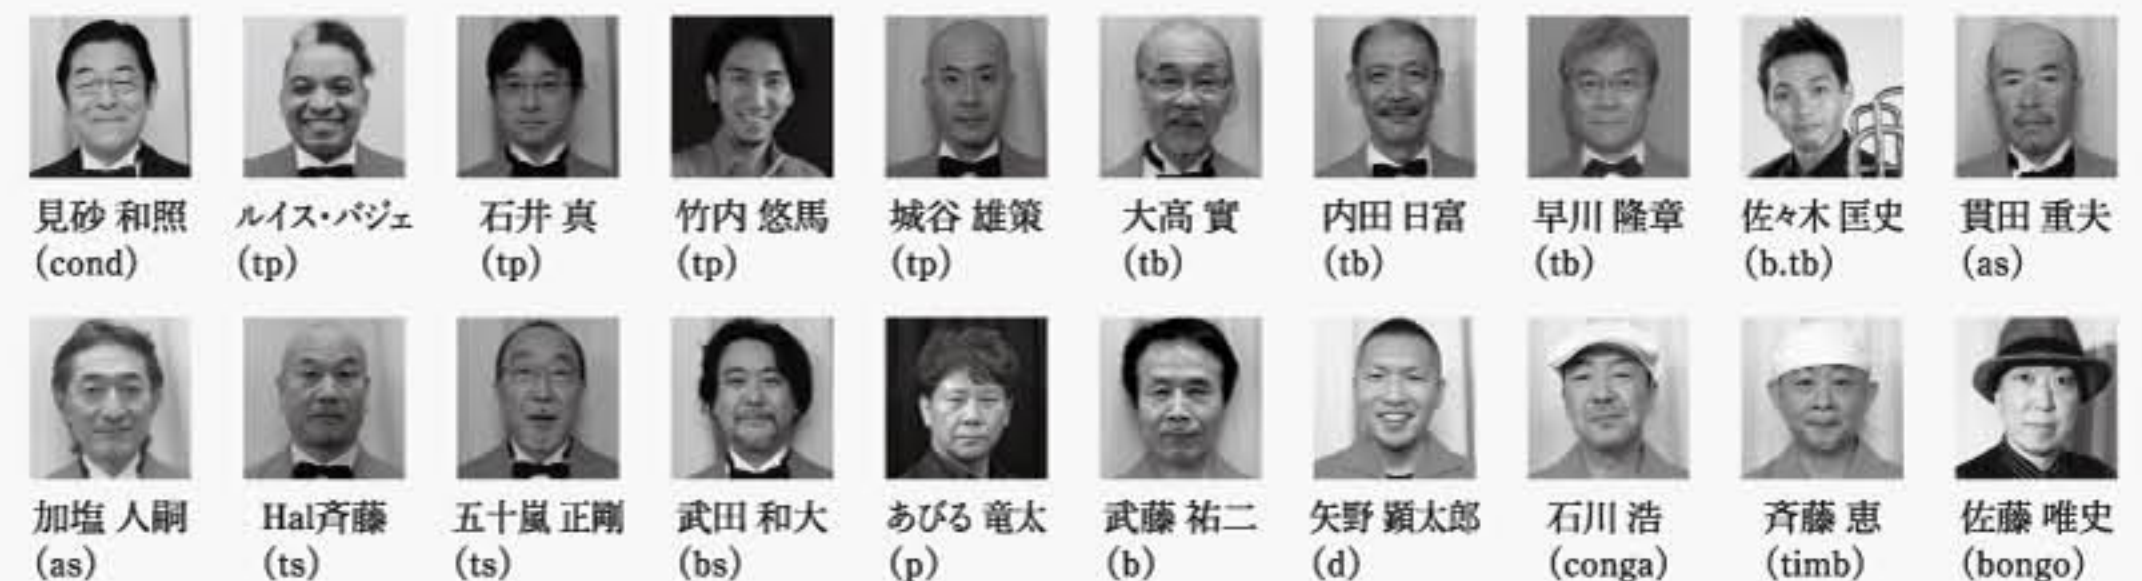 見砂 和照 ルイス・バジェ 石井 真 竹内 悠馬 城谷 雄策 大高 實 内田 日富 早川 隆章 佐々木 匡史 貫田 重夫
(cond) (tp) (tp) (tp) (tp) (tb) (tb) (tb) (b.tb) (as)
加塩 人嗣 Hal斉藤 五十嵐 正剛 武田 和大 あびる 竜太 武藤 祐二 矢野 顕太郎 石川 浩 斉藤 恵 佐藤 唯史
(as) (ts) (ts) (bs) (p) (b) (d) (conga) (timb) (bongo)